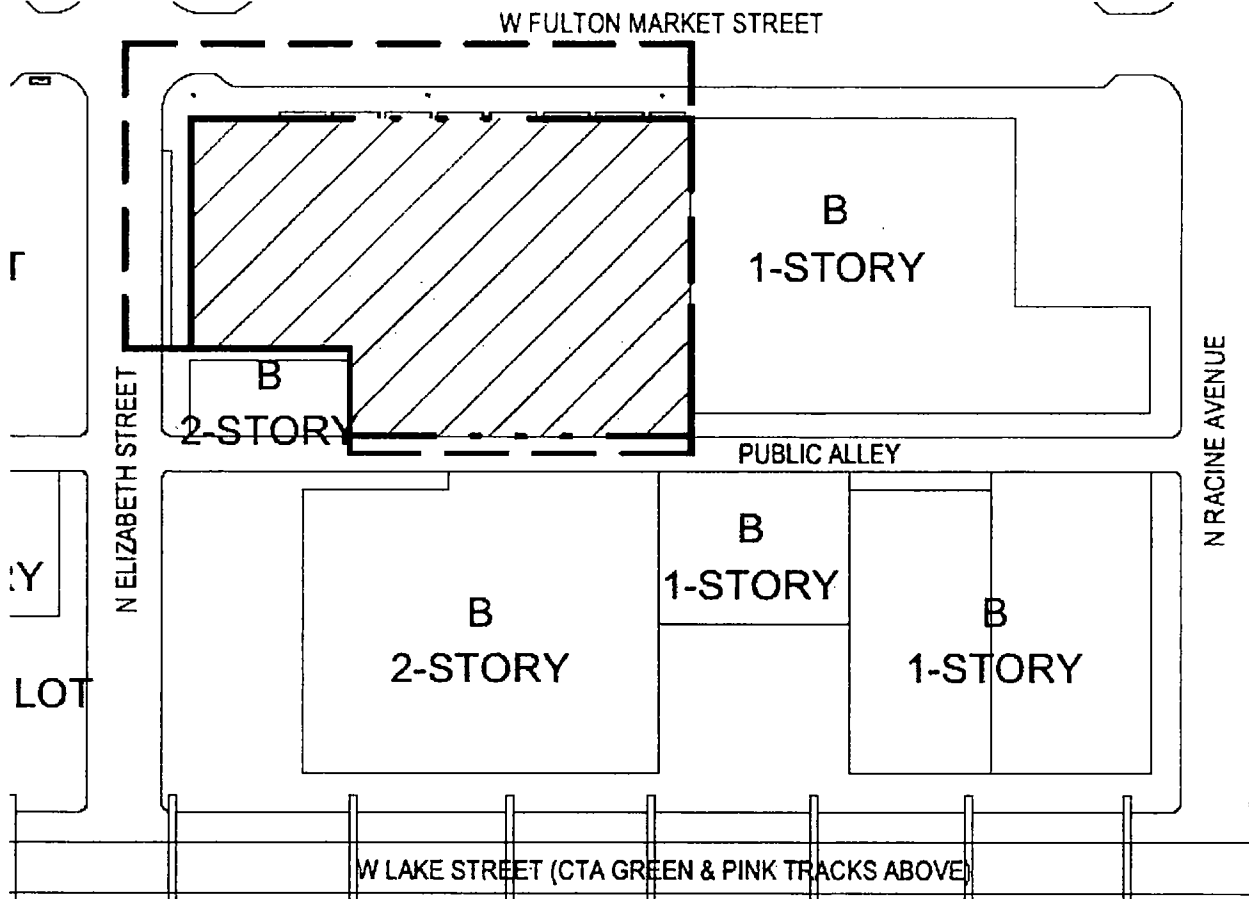 W FULTON MARKET STREET
B
1-STORY
T
B
2-STORY
N ELIZABETH STREET
PUBLIC ALLEY
N RACINE AVENUE
B
1-STORY
Y
B
2-STORY
B
1-STORY
LOT
W LAKE STREET (CTA GREEN & PINK TRACKS ABOVE)